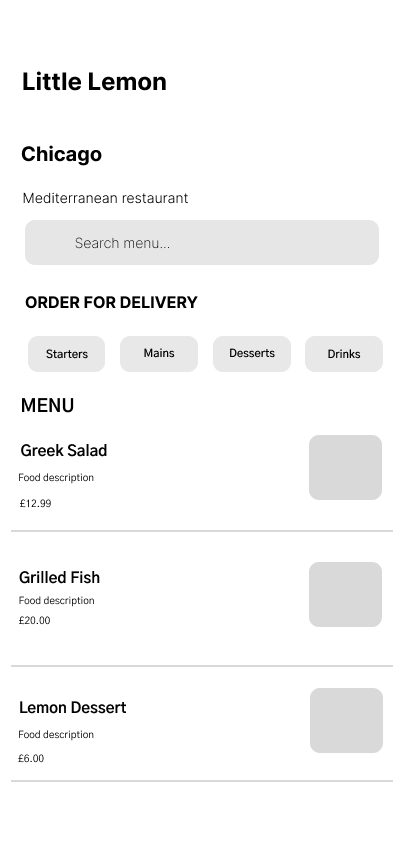 Little Lemon
Chicago
Mediterranean restaurant
Search menu...
ORDER FOR DELIVERY
Starters
Mains
Desserts
Drinks
MENU
Greek Salad
Food description
£12.99
Grilled Fish
Food description
£20.00
Lemon Dessert
Food description
£6.00